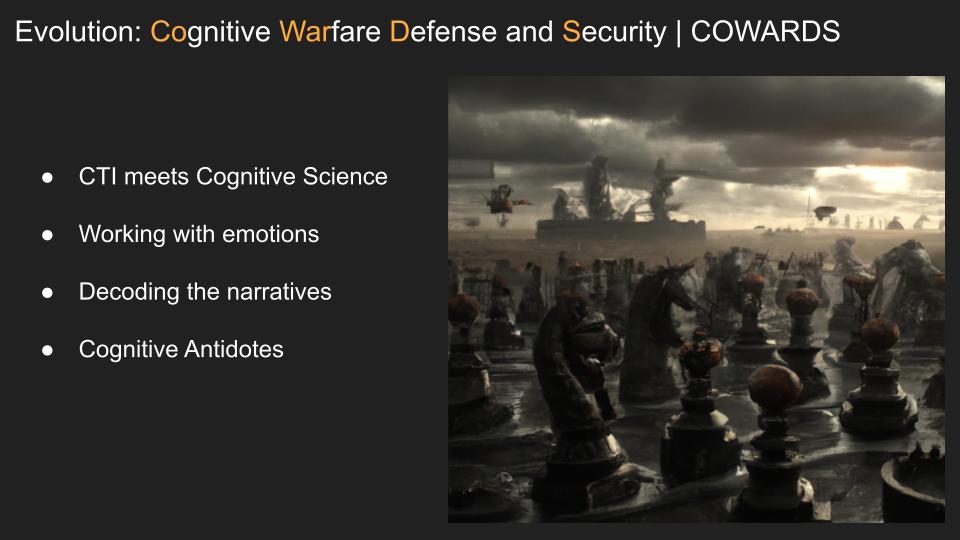 Evolution: Cognitive Warfare Defense and Security | COWARDS
● CTI meets Cognitive Science
● Working with emotions
● Decoding the narratives
● Cognitive Antidotes